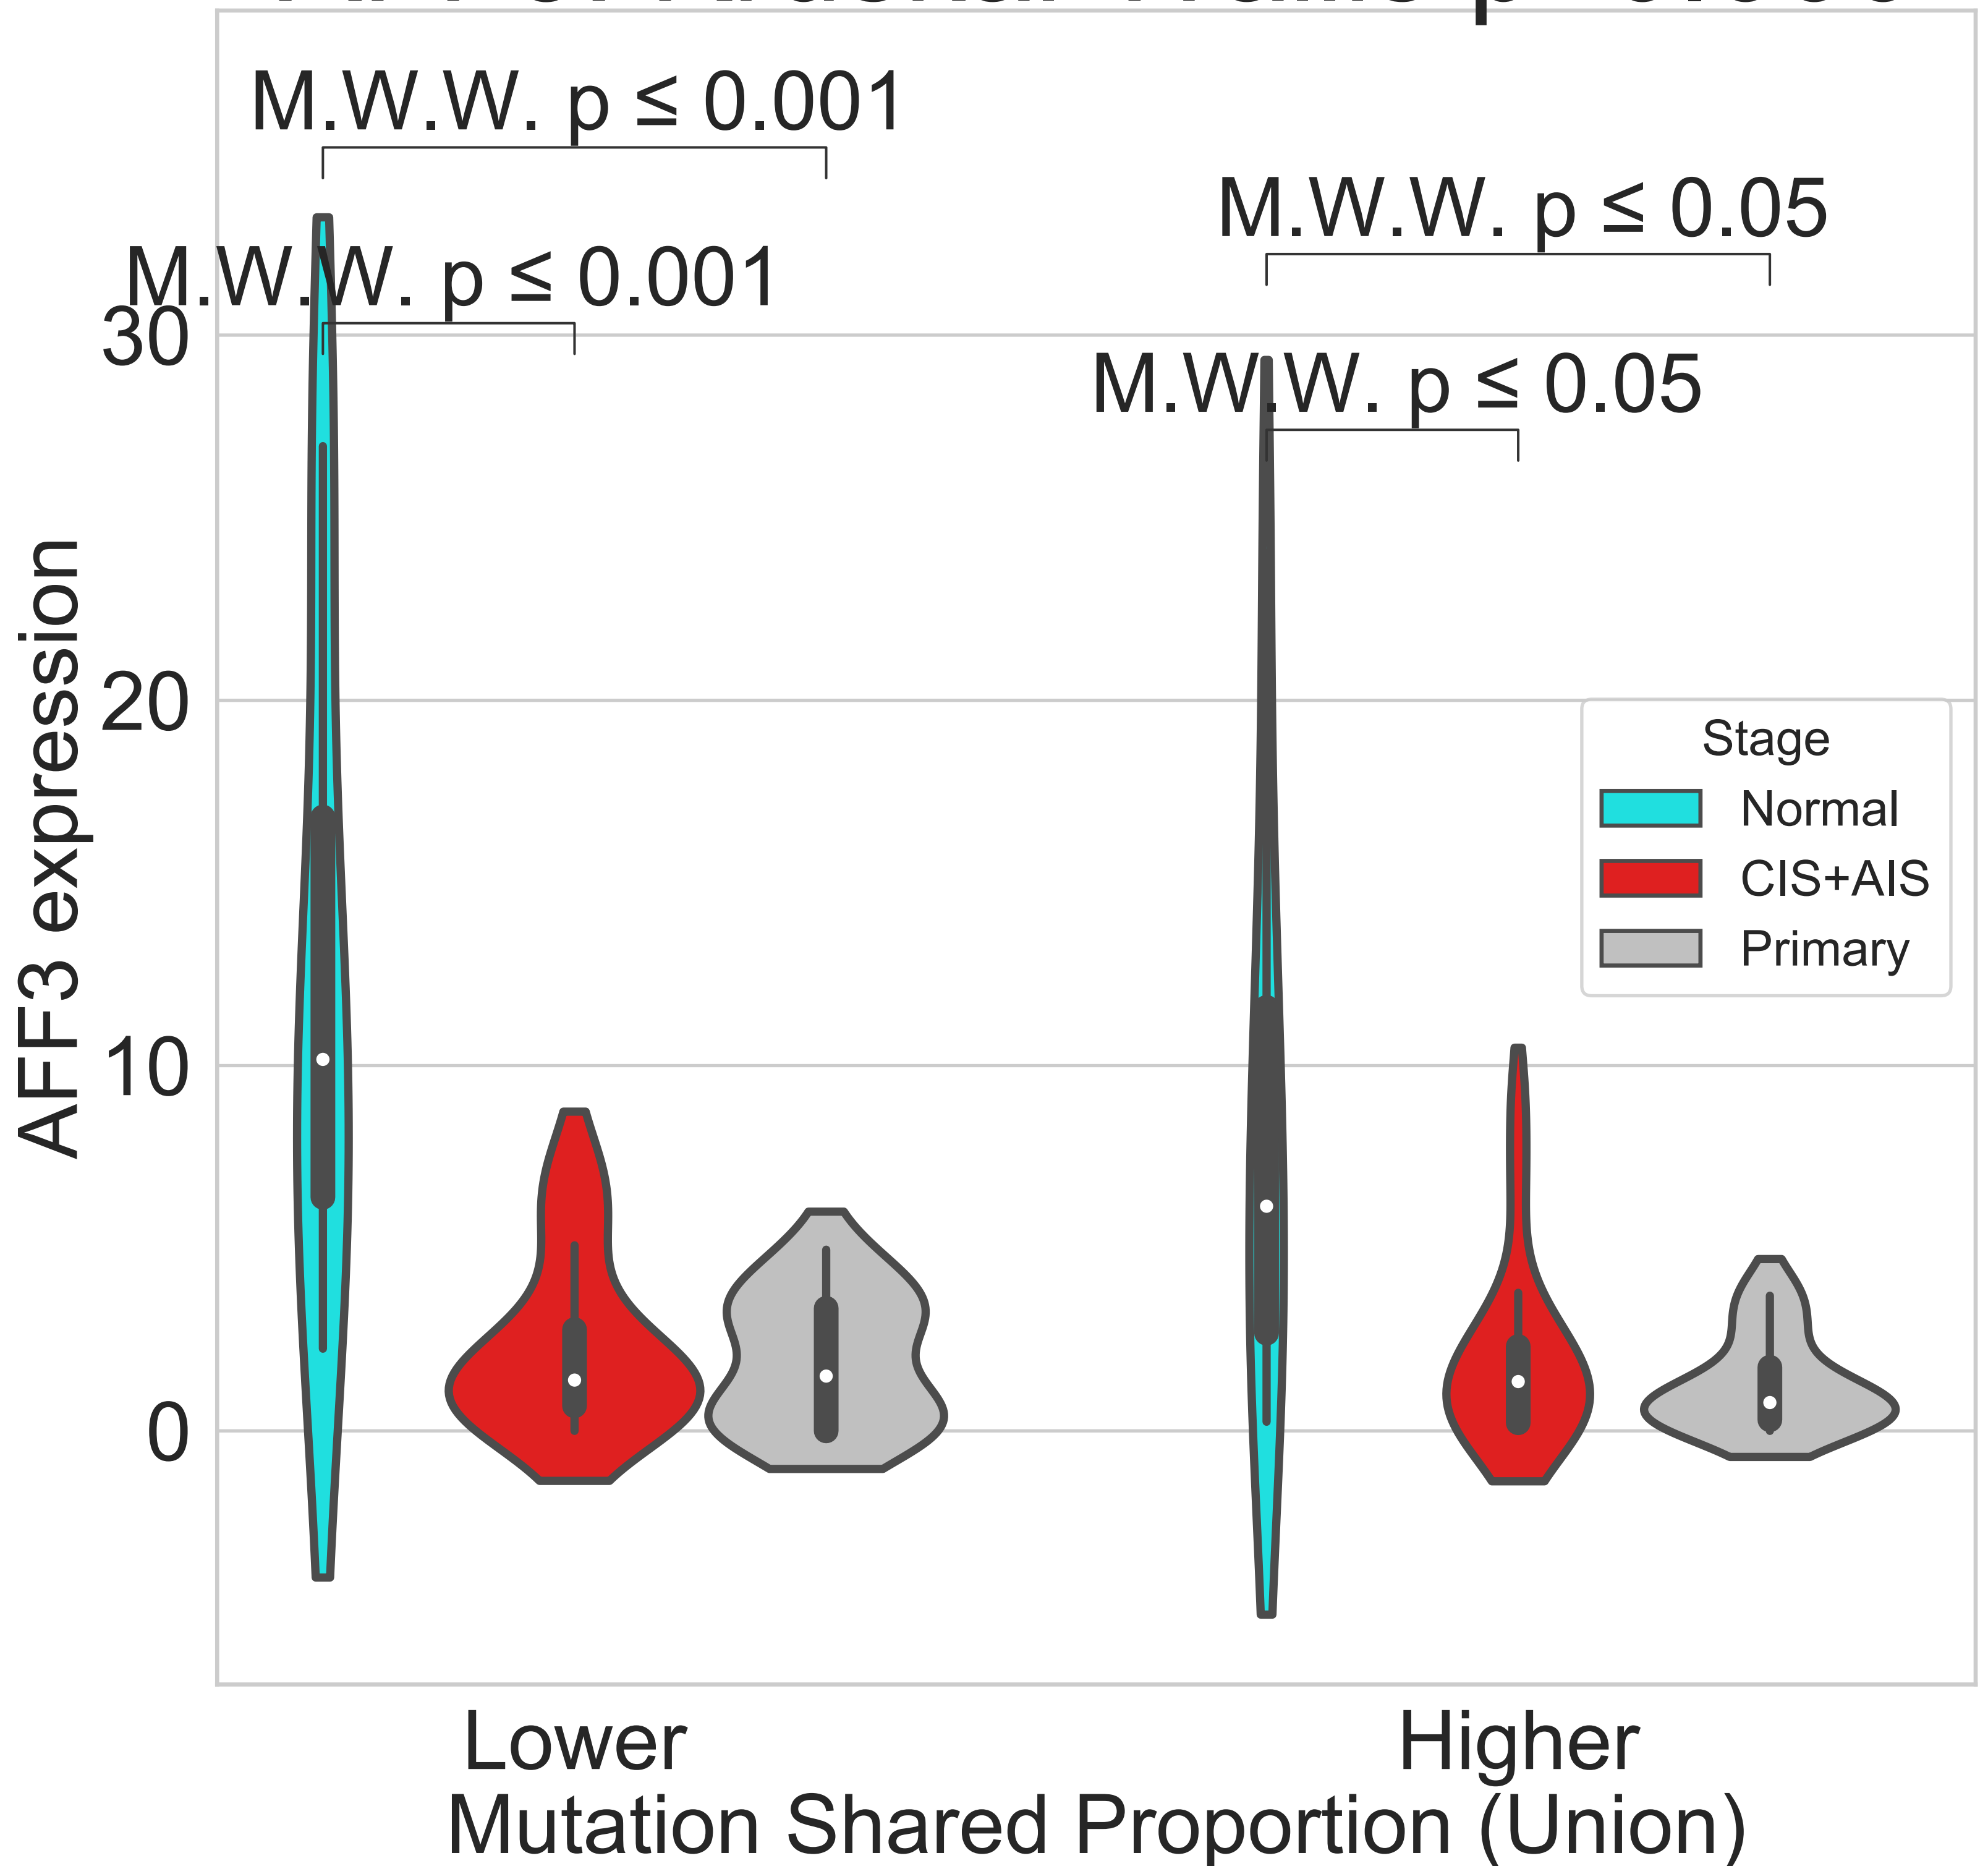 M.W.W. p ≤ 0.001
M.W.W. p ≤ 0.05
M.W.W. p ≤ 0.001
M.W.W. p ≤ 0.05
30
20
10
0
AFF3 expression
Stage
Normal
CIS+AIS
Primary
Lower
Higher
Mutation Shared Proportion (Union)